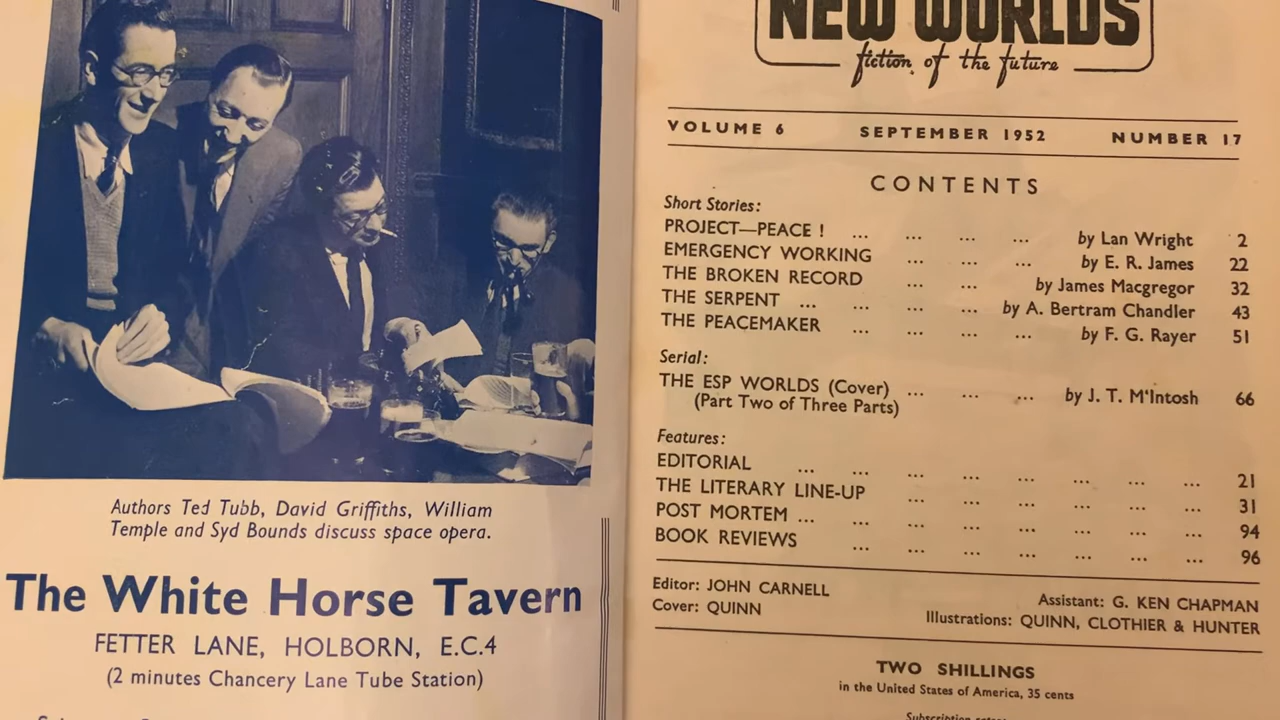 Authors Ted Tubb, David Griffiths, William
Temple and Syd Bounds discuss space opera.
The White Horse Tavern
FETTER LANE, HOLBORN, E.C.4
(2 minutes Chancery Lane Tube Station)
NEW WORLDS
fiction of the future
VOLUME 6 SEPTEMBER 1952 NUMBER 17
CONTENTS
Short Stories:
PROJECT—PEACE ! ... ... ... ... by Lan Wright 2
EMERGENCY WORKING ... ... ... by E. R. James 22
THE BROKEN RECORD ... ... by James Macgregor 32
THE SERPENT ... ... ... by A. Bertram Chandler 43
THE PEACEMAKER ... ... ... by F. G. Rayer 51
Serial:
THE ESP WORLDS (Cover) ... ... ... by J. T. M'Intosh 66
(Part Two of Three Parts)
Features:
EDITORIAL ... ... ... ... ... ... ... 21
THE LITERARY LINE-UP ... ... ... ... ... ... 31
POST MORTEM ... ... ... ... ... ... ... 94
BOOK REVIEWS ... ... ... ... ... ... 96
Editor: JOHN CARNELL Assistant: G. KEN CHAPMAN
Cover: QUINN Illustrations: QUINN, CLOTHIER & HUNTER
TWO SHILLINGS
in the United States of America, 35 cents
Subscription rates